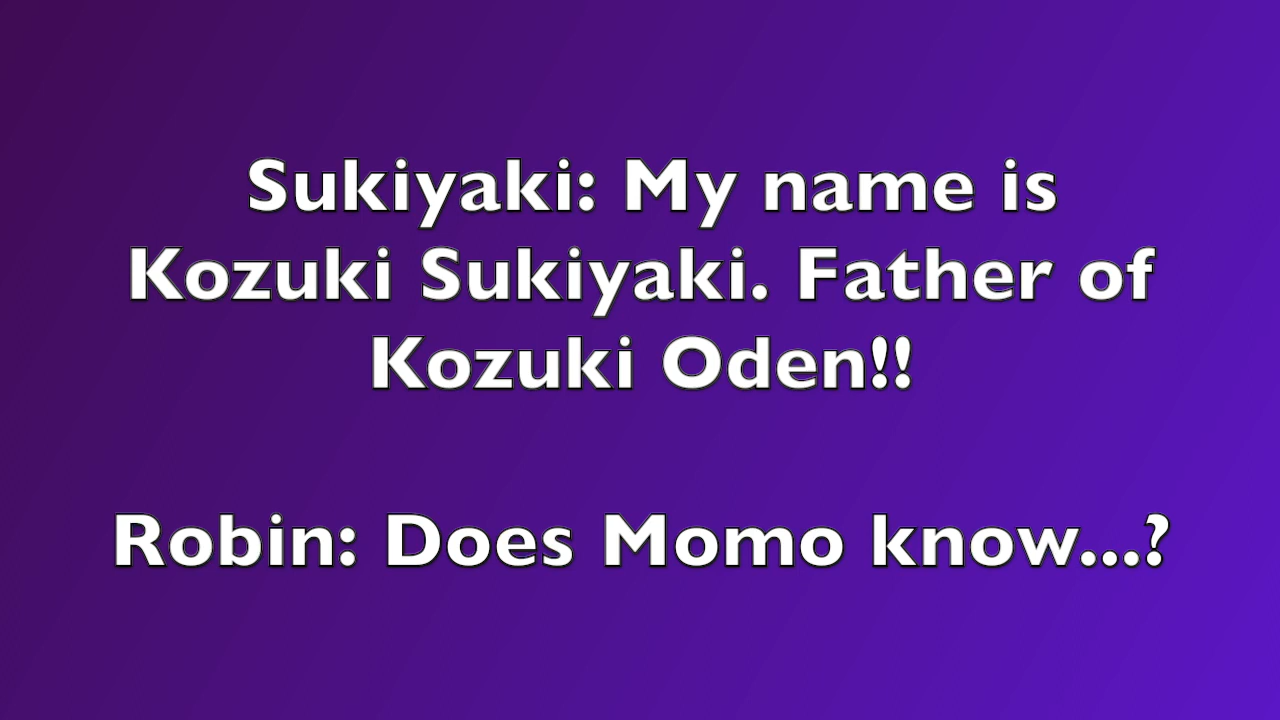 Sukiyaki: My name is
Kozuki Sukiyaki. Father of
Kozuki Oden!!
Robin: Does Momo know...?